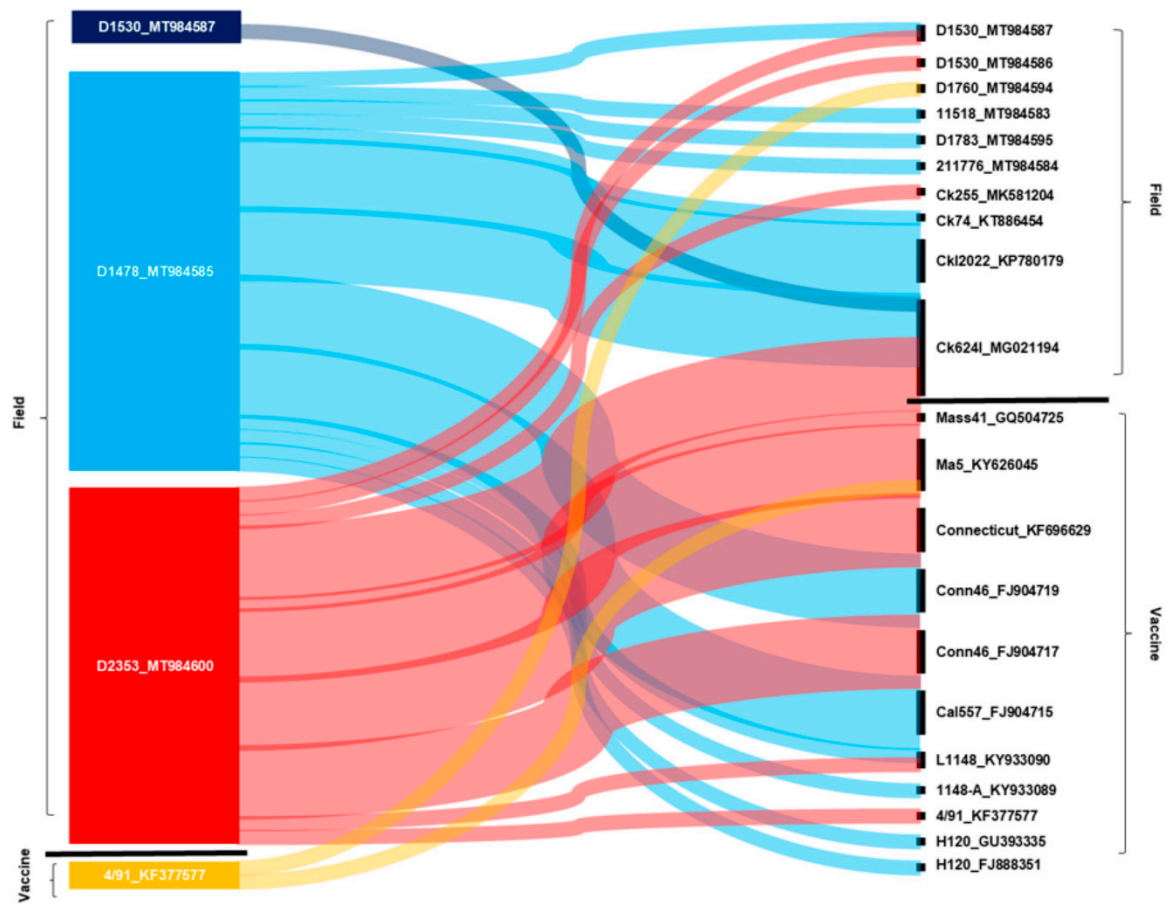 D1530_MT984587
D1478_MT984585
D2353_MT984600
4/91_KF377577
Field
Vaccine
D1530_MT984587
D1530_MT984586
D1760_MT984594
11518_MT984583
D1783_MT984595
211776_MT984584
Ck255_MK581204
Ck74_KT886454
CkI2022_KP780179
Ck624I_MG021194
Mass41_GQ504725
Ma5_KY626045
Connecticut_KF696629
Conn46_FJ904719
Conn46_FJ904717
Cal557_FJ904715
L1148_KY933090
1148-A_KY933089
4/91_KF377577
H120_GU393335
H120_FJ888351
Field
Vaccine